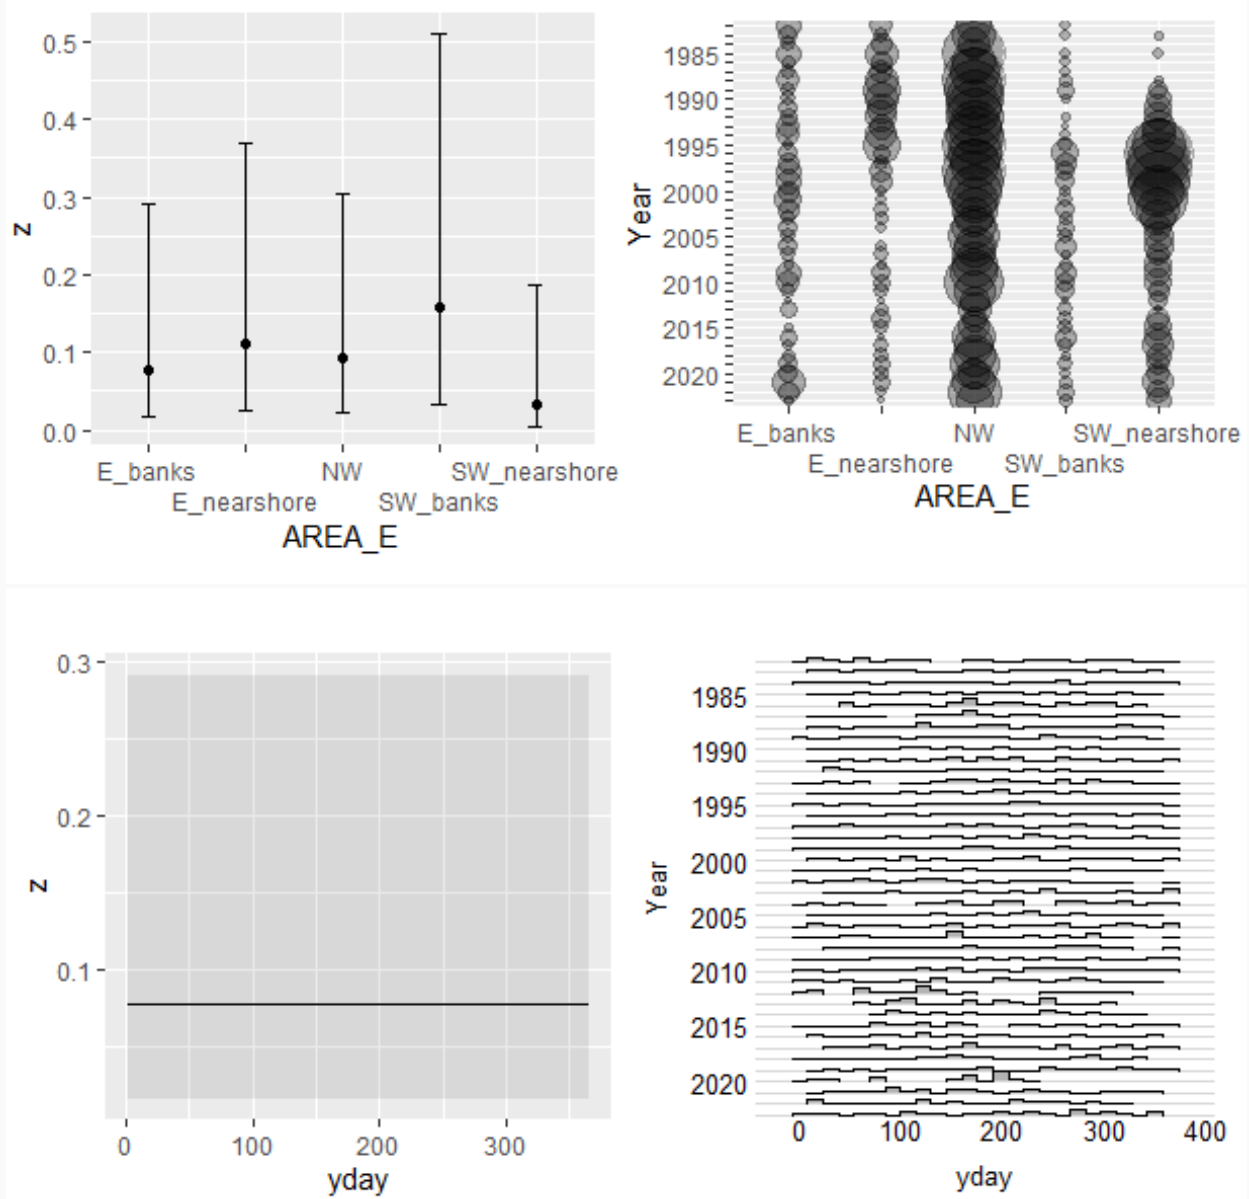 0.5
0.4
0.3
0.2
0.1
0.0
z
E_banks NW SW_nearshore
E_nearshore SW_banks
AREA_E
1985
1990
1995
2000
2005
2010
2015
2020
Year
E_banks NW SW_nearshore
E_nearshore SW_banks
AREA_E
0.3
0.2
0.1
z
0 100 200 300
yday
1985
1990
1995
2000
2005
2010
2015
2020
Year
0 100 200 300 400
yday